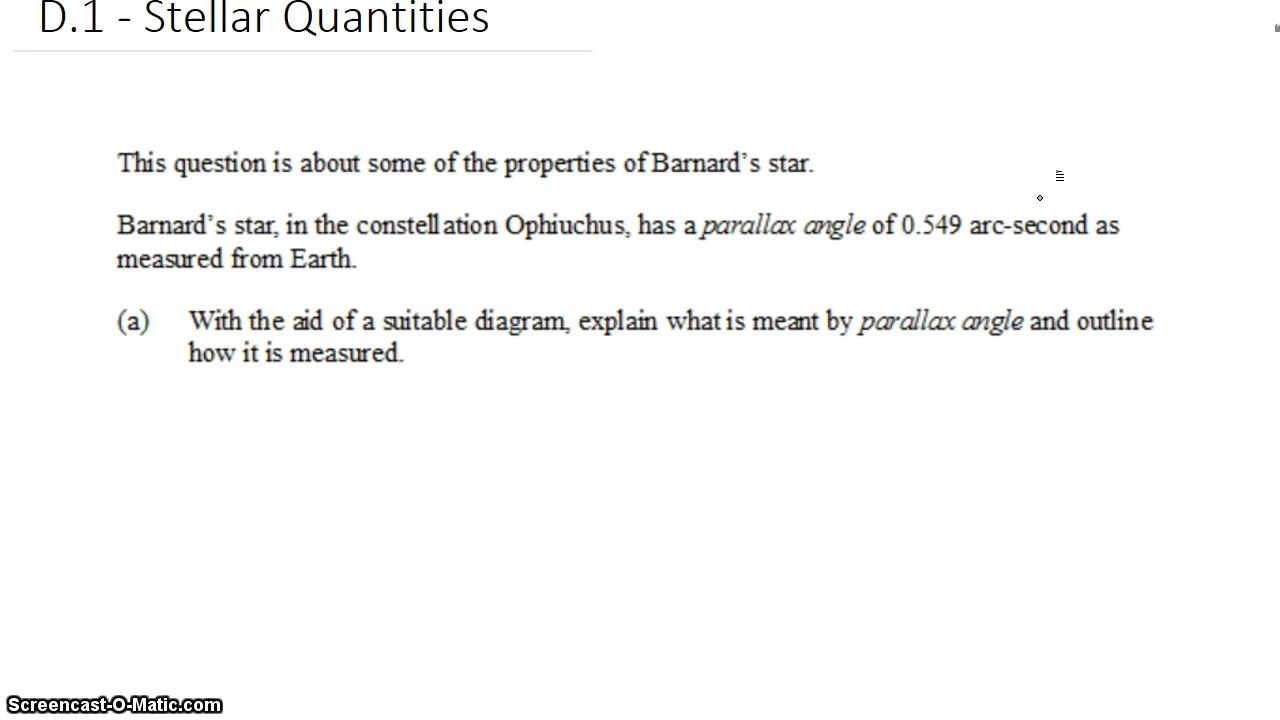 D.1 - Stellar Quantities
This question is about some of the properties of Barnard's star.
Barnard's star, in the constellation Ophiuchus, has a parallax angle of 0.549 arc-second as
measured from Earth.
(a) With the aid of a suitable diagram, explain what is meant by parallax angle and outline
how it is measured.
Screencast-O-Matic.com